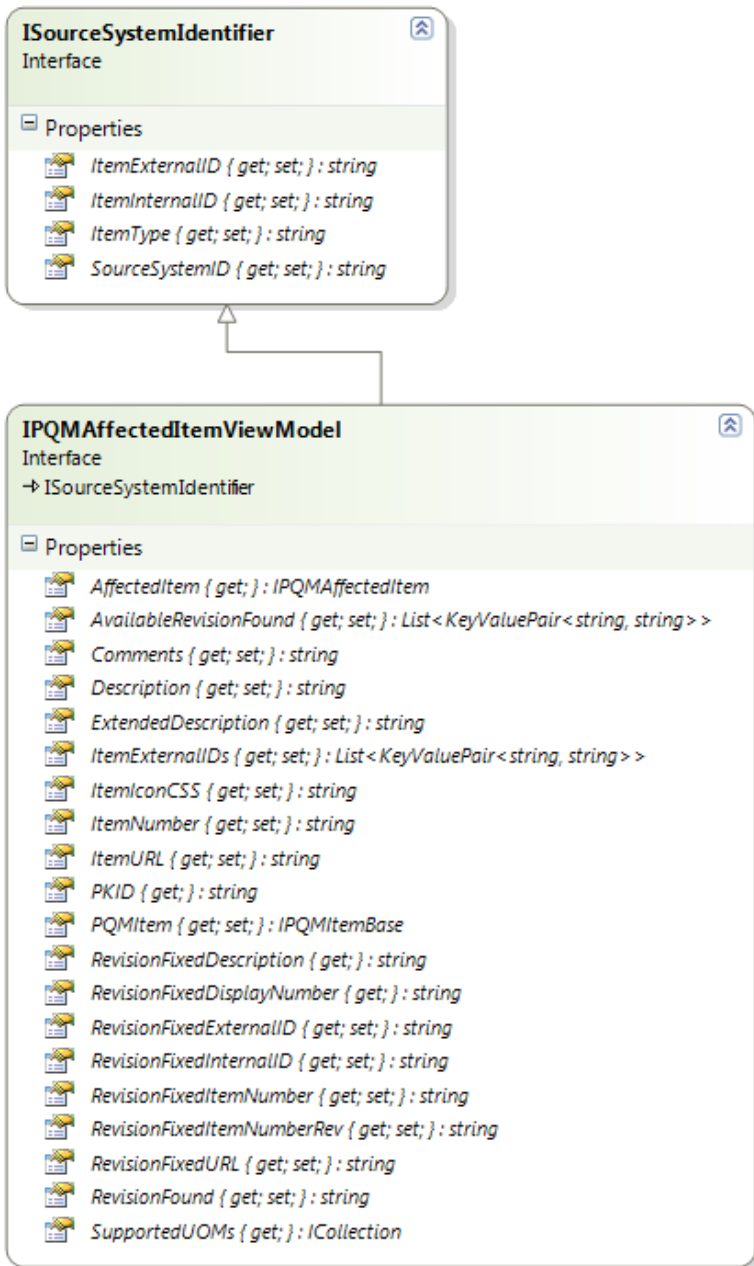 ISourceSystemIdentifier
Interface
Properties
ItemExternalID { get; set; } : string
ItemInternalID { get; set; } : string
ItemType { get; set; } : string
SourceSystemID { get; set; } : string
IPQMAffectedItemViewModel
Interface
ISourceSystemIdentifier
Properties
AffectedItem { get; } : IPQMAffectedItem
AvailableRevisionFound { get; set; } : List<KeyValuePair<string, string>>
Comments { get; set; } : string
Description { get; set; } : string
ExtendedDescription { get; set; } : string
ItemExternalIDs { get; set; } : List<KeyValuePair<string, string>>
ItemIconCSS { get; set; } : string
ItemNumber { get; set; } : string
ItemURL { get; set; } : string
PKID { get; } : string
PQMItem { get; set; } : IPQMItemBase
RevisionFixedDescription { get; } : string
RevisionFixedDisplayNumber { get; } : string
RevisionFixedExternalID { get; set; } : string
RevisionFixedInternalID { get; set; } : string
RevisionFixedItemNumber { get; set; } : string
RevisionFixedItemNumberRev { get; set; } : string
RevisionFixedURL { get; set; } : string
RevisionFound { get; set; } : string
SupportedUOMs { get; } : ICollection